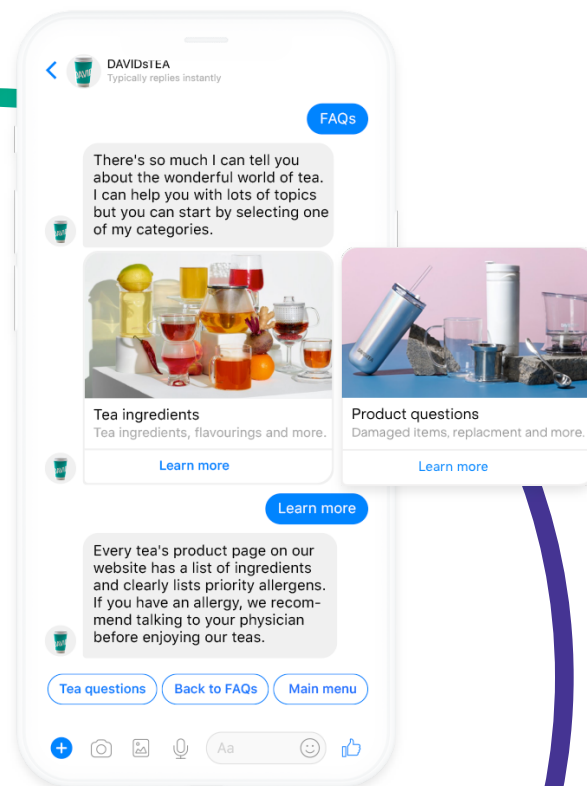 DAVIDsTEA
Typically replies instantly
FAQs
There's so much I can tell you
about the wonderful world of tea.
I can help you with lots of topics
but you can start by selecting one
of my categories.
Tea ingredients
Tea ingredients, flavourings and more.
Learn more
Product questions
Damaged items, replacment and more.
Learn more
Learn more
Every tea's product page on our
website has a list of ingredients
and clearly lists priority allergens.
If you have an allergy, we recom-
mend talking to your physician
before enjoying our teas.
Tea questions
Back to FAQs
Main menu
Aa